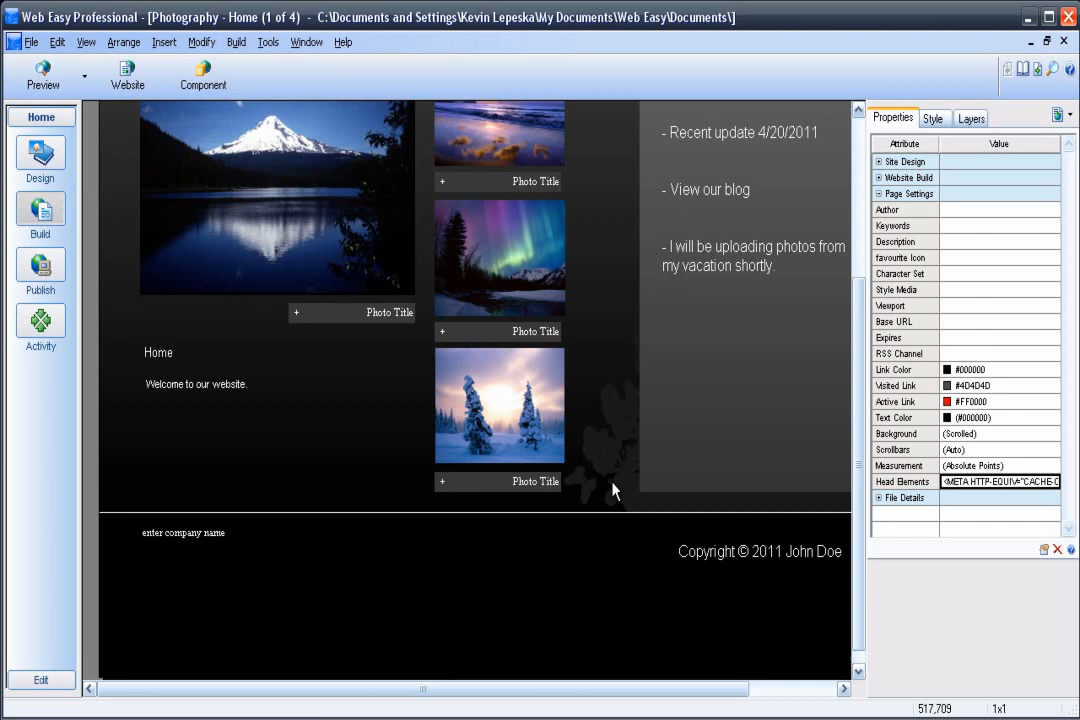 Web Easy Professional - [Photography - Home (1 of 4)  -  C:\Documents and Settings\Kevin Lepeska\My Documents\Web Easy\Documents\]
File Edit View Arrange Insert Modify Build Tools Window Help
Preview Website Component
Home
Design
Build
Publish
Activity
Edit
+ Photo Title
Home
Welcome to our website.
+ Photo Title
+ Photo Title
+ Photo Title
- Recent update 4/20/2011
- View our blog
- I will be uploading photos from
my vacation shortly.
enter company name
Copyright © 2011 John Doe
Properties Style Layers
Attribute Value
Site Design
Website Build
Page Settings
Author
Keywords
Description
favourite Icon
Character Set
Style Media
Viewport
Base URL
Expires
RSS Channel
Link Color #000000
Visited Link #4D4D4D
Active Link #FF0000
Text Color (#000000)
Background (Scrolled)
Scrollbars (Auto)
Measurement (Absolute Points)
Head Elements <META HTTP-EQUIV="CACHE-C
File Details
517,709 1x1